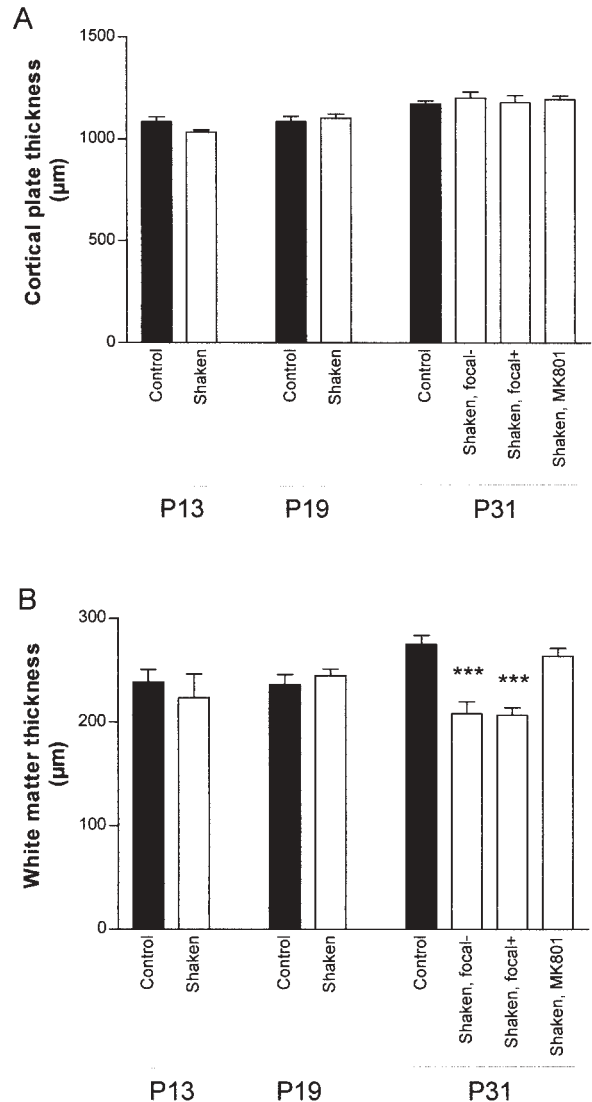 A
Cortical plate thickness
(µm)
1500
1000
500
0
Control
Shaken
Control
Shaken
Control
Shaken, focal-
Shaken, focal+
Shaken, MK801
P13
P19
P31
B
White matter thickness
(µm)
300
200
100
0
***
***
Control
Shaken
Control
Shaken
Control
Shaken, focal-
Shaken, focal+
Shaken, MK801
P13
P19
P31